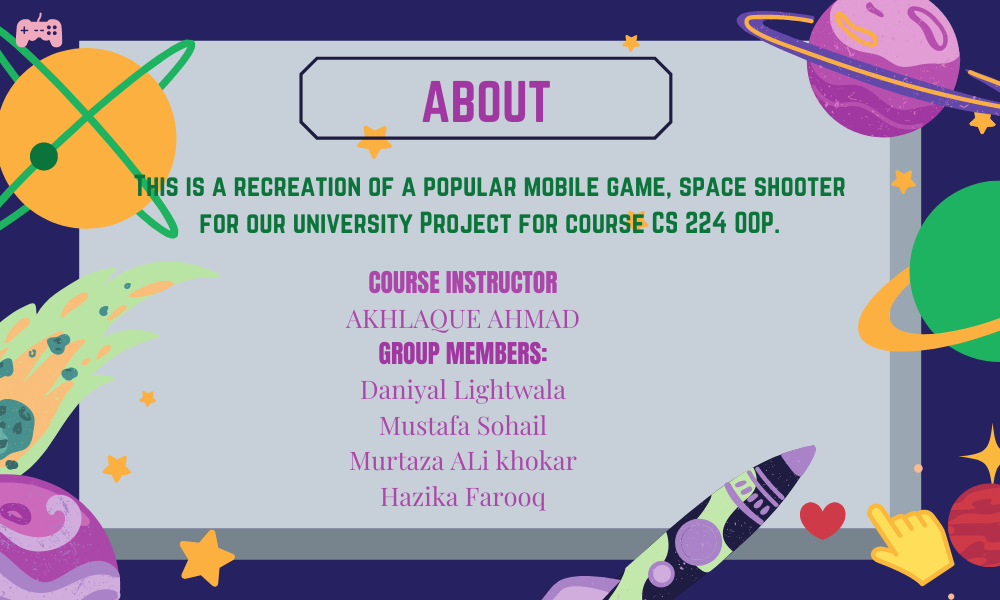 ABOUT
This is a recreation of a popular mobile game, space shooter
for our university Project for course CS 224 OOP.
COURSE INSTRUCTOR
AKHLAQUE AHMAD
GROUP MEMBERS:
Daniyal Lightwala
Mustafa Sohail
Murtaza ALi khokar
Hazika Farooq